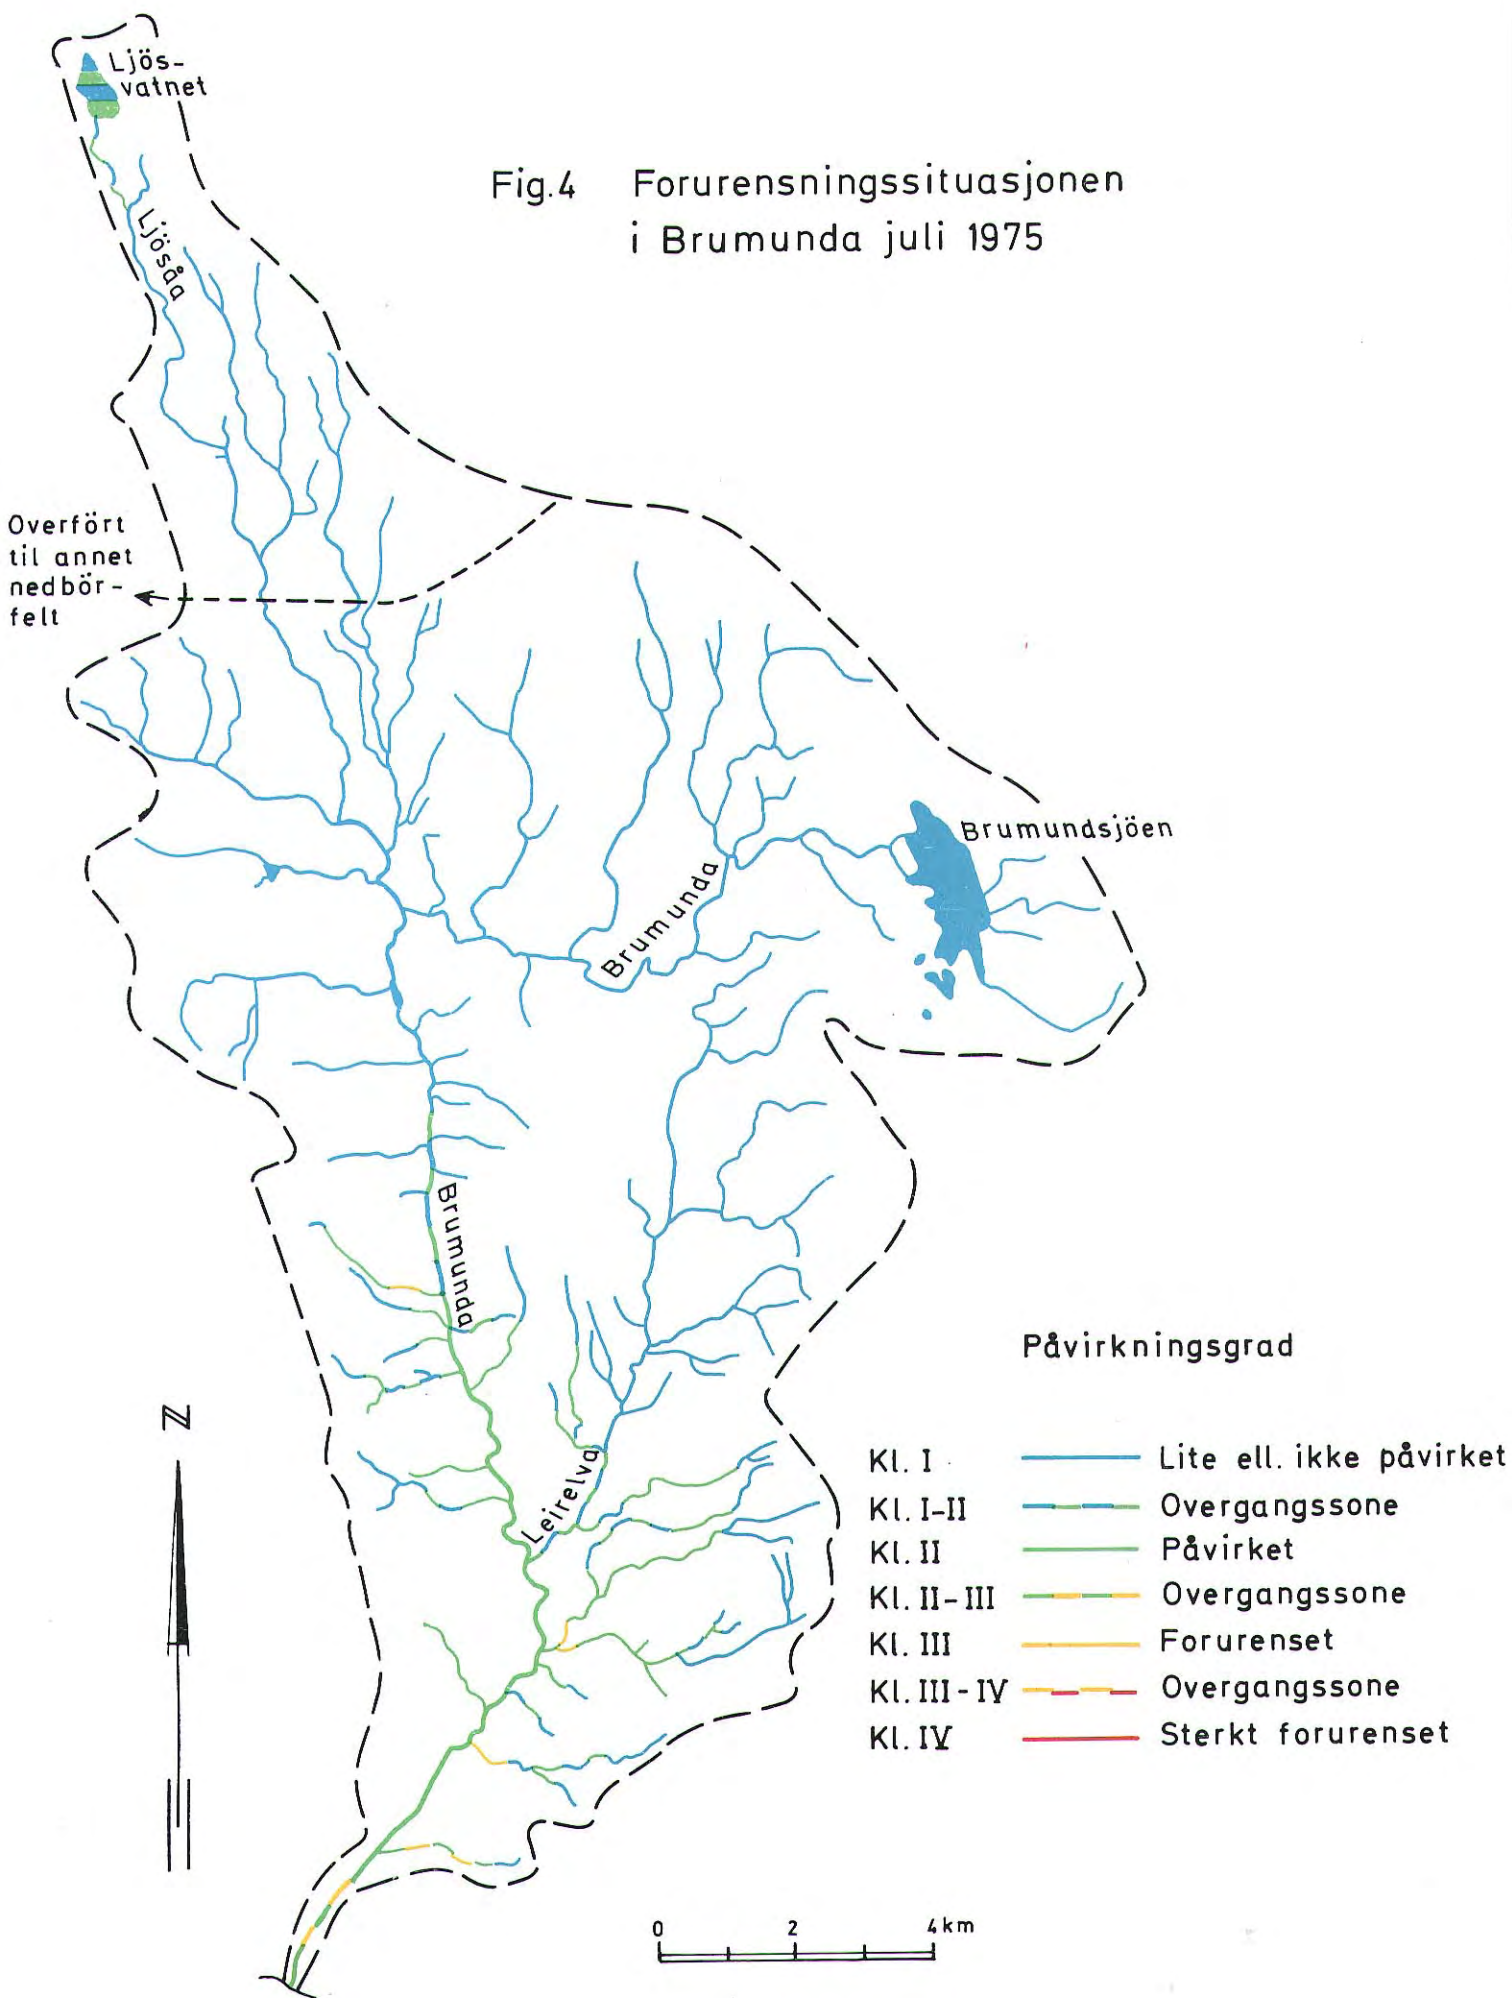 Ljös-
vatnet
Fig.4 Forurensningssituasjonen
i Brumunda juli 1975
Ljösåa
Overfört
til annet
nedbör-
felt
Brumundsjöen
Brumunda
Brumunda
Leirelva
N
Påvirkningsgrad
Kl. I Lite ell. ikke påvirket
Kl. I-II Overgangssone
Kl. II Påvirket
Kl. II-III Overgangssone
Kl. III Forurenset
Kl. III-IV Overgangssone
Kl. IV Sterkt forurenset
0 2 4 km